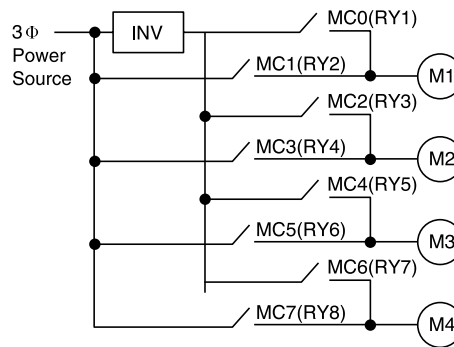 3Φ
Power
Source
INV
MC0(RY1)
MC1(RY2)
M1
MC2(RY3)
MC3(RY4)
M2
MC4(RY5)
MC5(RY6)
M3
MC6(RY7)
MC7(RY8)
M4